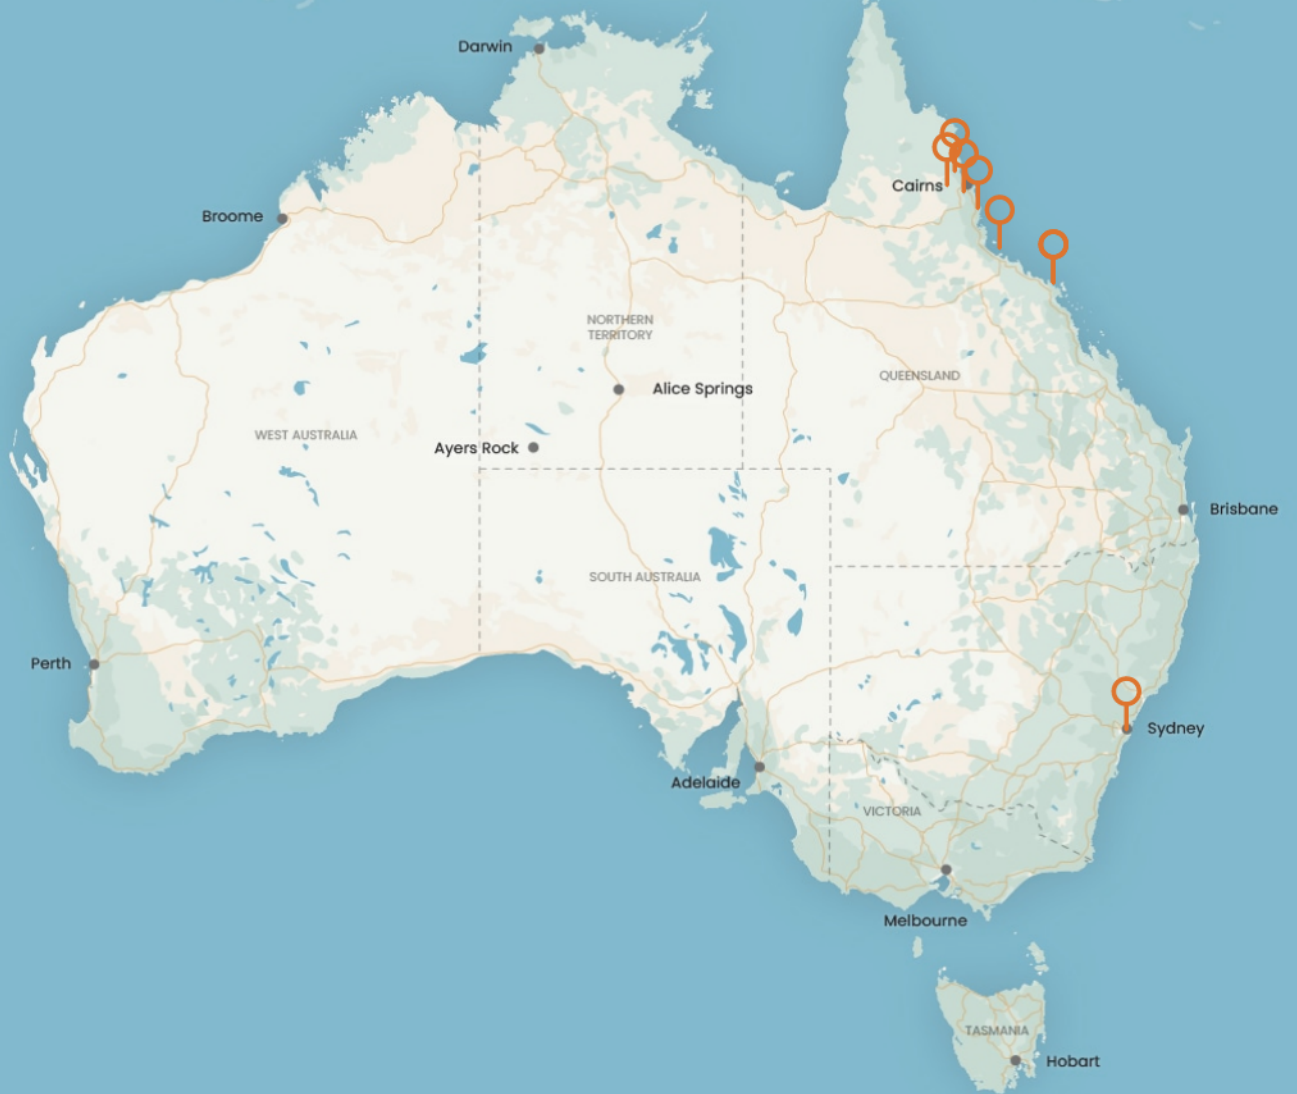 Darwin
Cairns
Broome
NORTHERN
TERRITORY
QUEENSLAND
Alice Springs
WEST AUSTRALIA
Ayers Rock
Brisbane
SOUTH AUSTRALIA
Perth
Sydney
Adelaide
VICTORIA
Melbourne
TASMANIA
Hobart